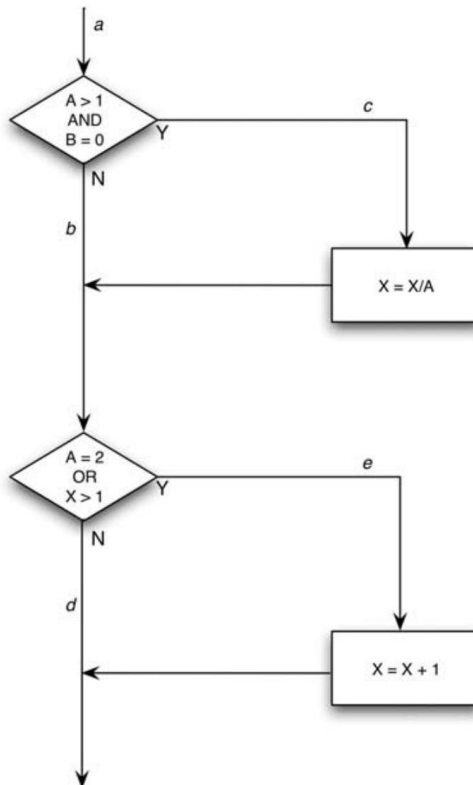 a
A > 1
AND
B = 0
Y
c
N
b
X = X/A
A = 2
OR
X > 1
Y
e
N
d
X = X + 1